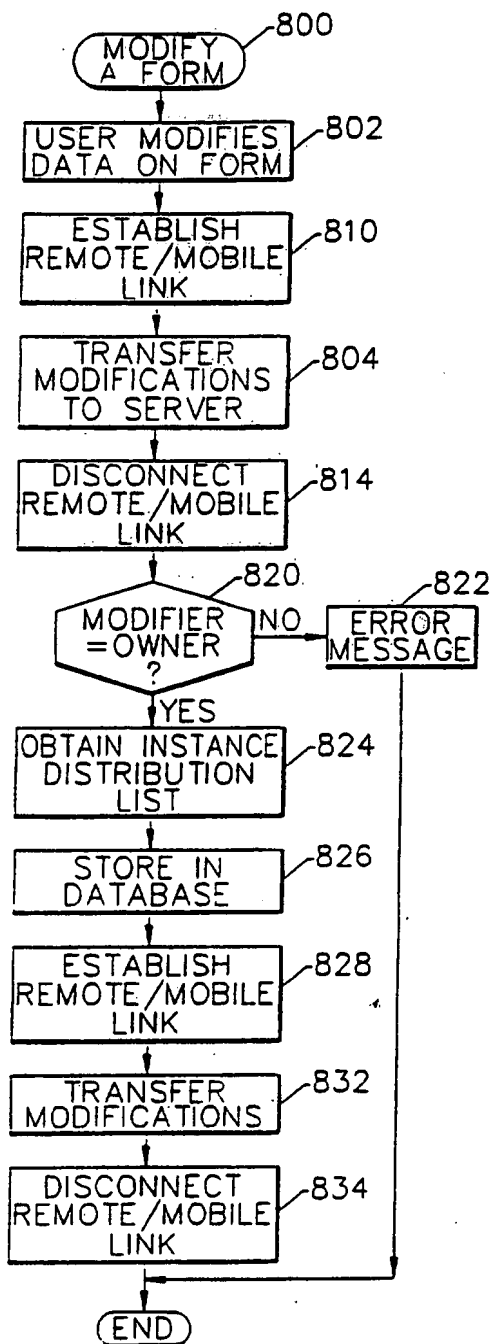 MODIFY
A FORM
800
USER MODIFIES
DATA ON FORM
802
ESTABLISH
REMOTE/MOBILE
LINK
810
TRANSFER
MODIFICATIONS
TO SERVER
804
DISCONNECT
REMOTE/MOBILE
LINK
814
MODIFIER
=OWNER
?
820
NO
ERROR
MESSAGE
822
YES
OBTAIN INSTANCE
DISTRIBUTION
LIST
824
STORE IN
DATABASE
826
ESTABLISH
REMOTE/MOBILE
LINK
828
TRANSFER
MODIFICATIONS
832
DISCONNECT
REMOTE/MOBILE
LINK
834
END